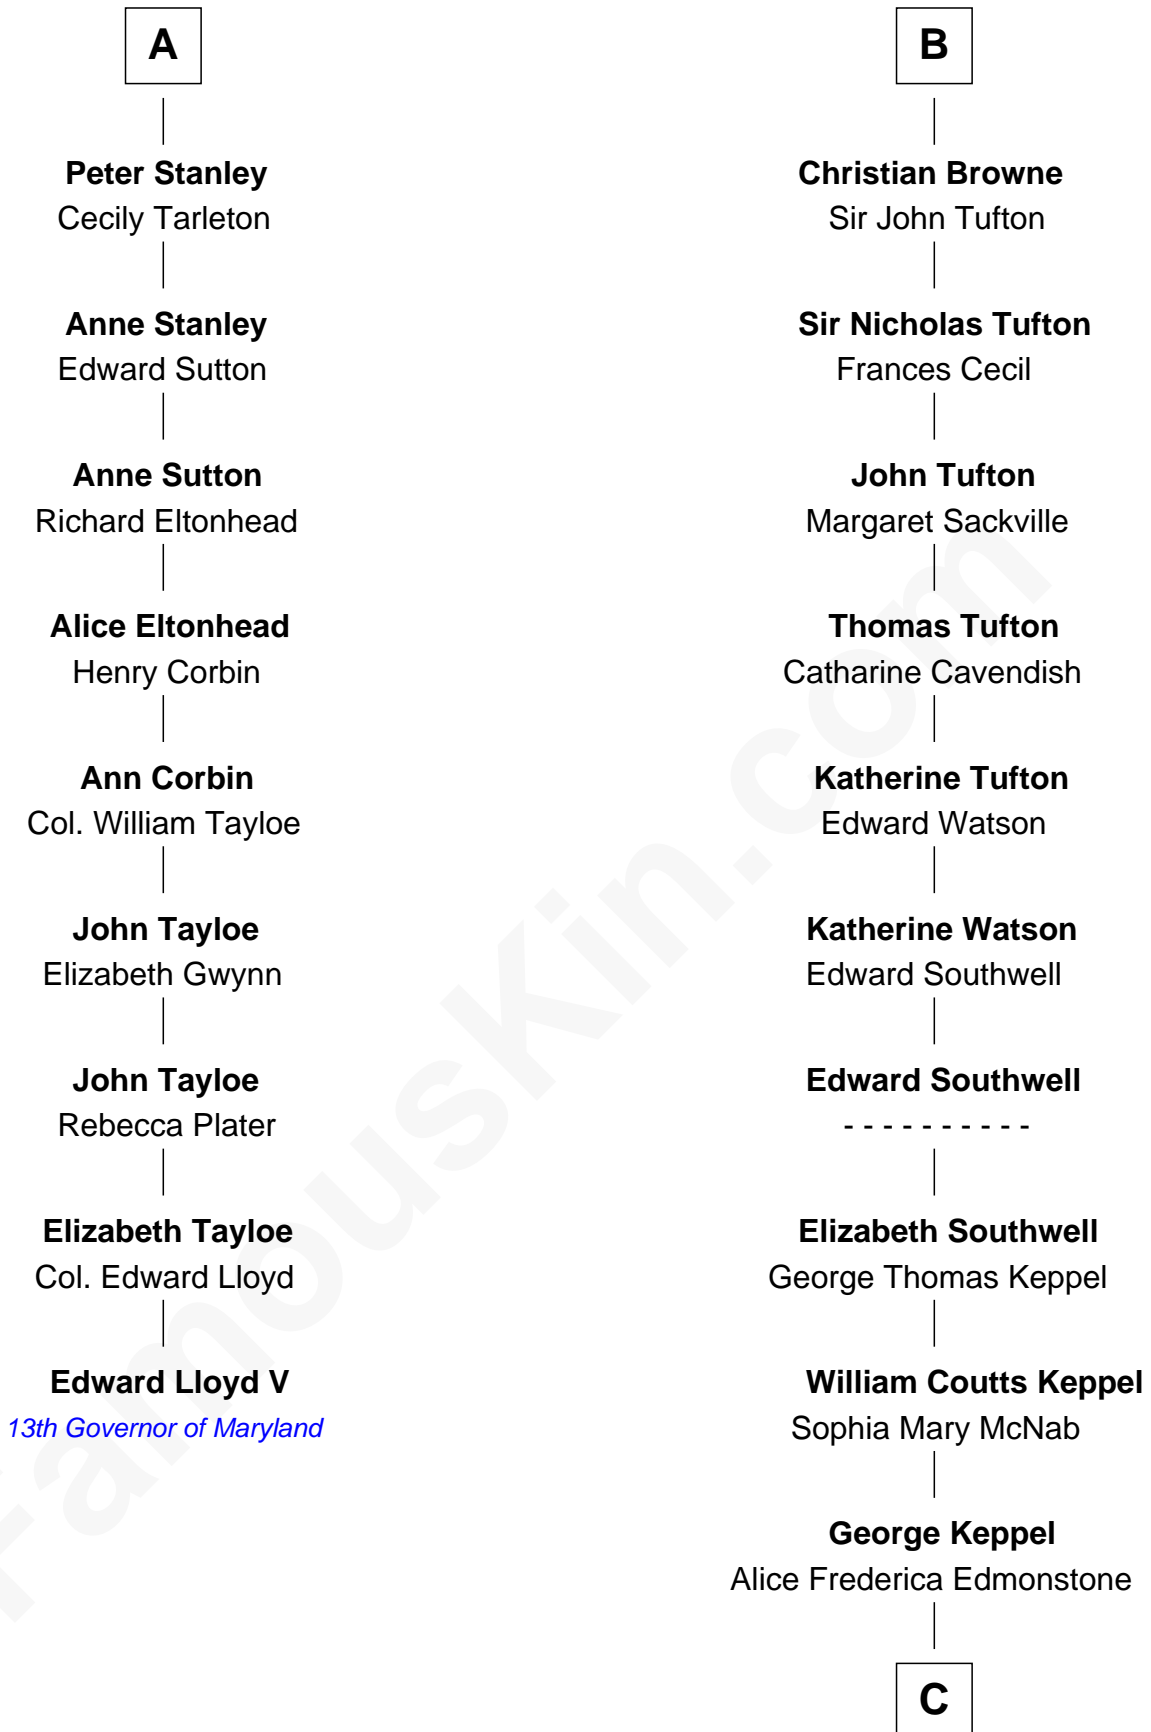 A
Peter Stanley
Cecily Tarleton
Anne Stanley
Edward Sutton
Anne Sutton
Richard Eltonhead
Alice Eltonhead
Henry Corbin
Ann Corbin
Col. William Tayloe
John Tayloe
Elizabeth Gwynn
John Tayloe
Rebecca Plater
Elizabeth Tayloe
Col. Edward Lloyd
Edward Lloyd V
13th Governor of Maryland
B
Christian Browne
Sir John Tufton
Sir Nicholas Tufton
Frances Cecil
John Tufton
Margaret Sackville
Thomas Tufton
Catharine Cavendish
Katherine Tufton
Edward Watson
Katherine Watson
Edward Southwell
Edward Southwell
- - - - - - - - - -
Elizabeth Southwell
George Thomas Keppel
William Coutts Keppel
Sophia Mary McNab
George Keppel
Alice Frederica Edmonstone
C
FamousKin.com